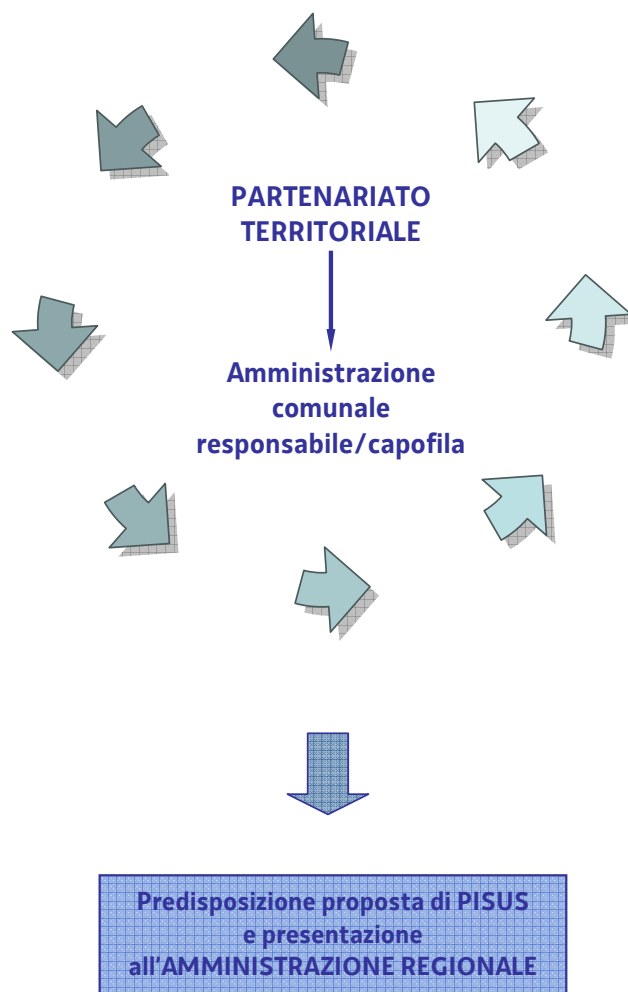 PARTENARIATO
TERRITORIALE
Amministrazione
comunale
responsabile/capofila
Predisposizione proposta di PISUS
e presentazione
all'AMMINISTRAZIONE REGIONALE